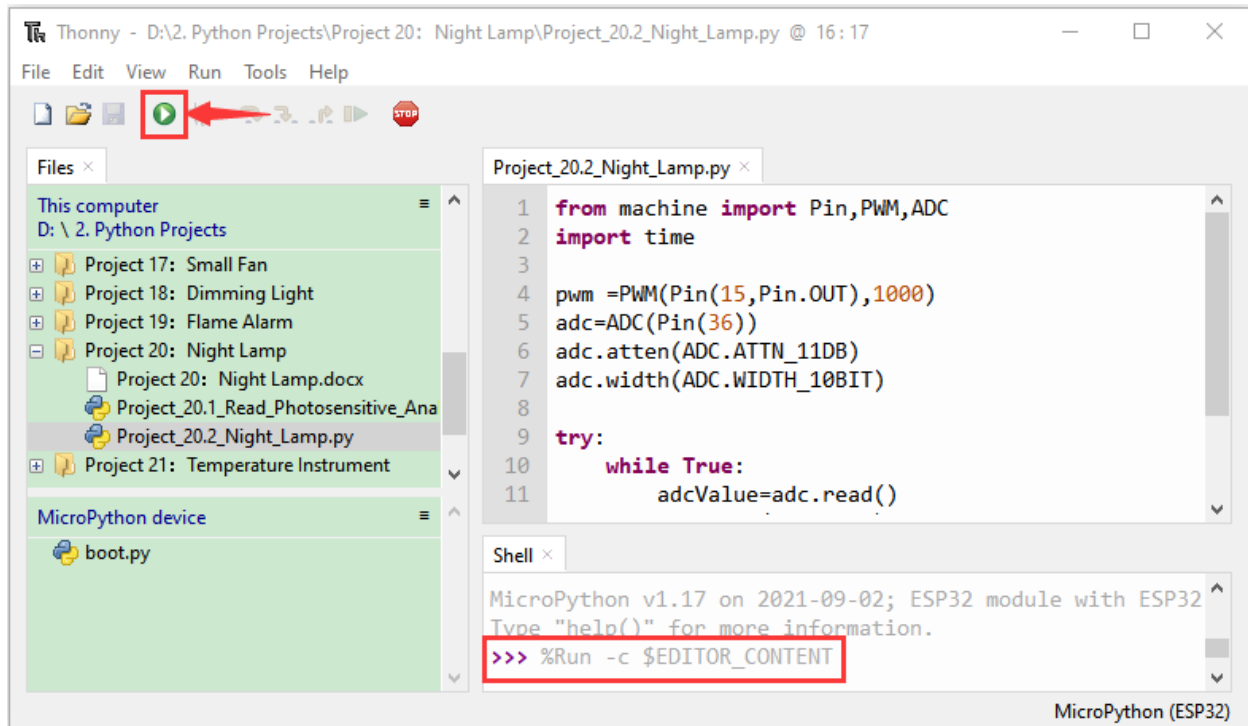 Thonny - D:\2. Python Projects\Project 20： Night Lamp\Project_20.2_Night_Lamp.py @ 16:17
File Edit View Run Tools Help
STOP
Files ×
This computer
D: \ 2. Python Projects
Project 17： Small Fan
Project 18： Dimming Light
Project 19： Flame Alarm
Project 20： Night Lamp
Project 20： Night Lamp.docx
Project_20.1_Read_Photosensitive_Ana
Project_20.2_Night_Lamp.py
Project 21： Temperature Instrument
MicroPython device
boot.py
Project_20.2_Night_Lamp.py ×
1 from machine import Pin,PWM,ADC
2 import time
3
4 pwm =PWM(Pin(15,Pin.OUT),1000)
5 adc=ADC(Pin(36))
6 adc.atten(ADC.ATTN_11DB)
7 adc.width(ADC.WIDTH_10BIT)
8
9 try:
10 while True:
11 adcValue=adc.read()
Shell ×
MicroPython v1.17 on 2021-09-02; ESP32 module with ESP32
Type "help()" for more information.
>>> %Run -c $EDITOR_CONTENT
MicroPython (ESP32)